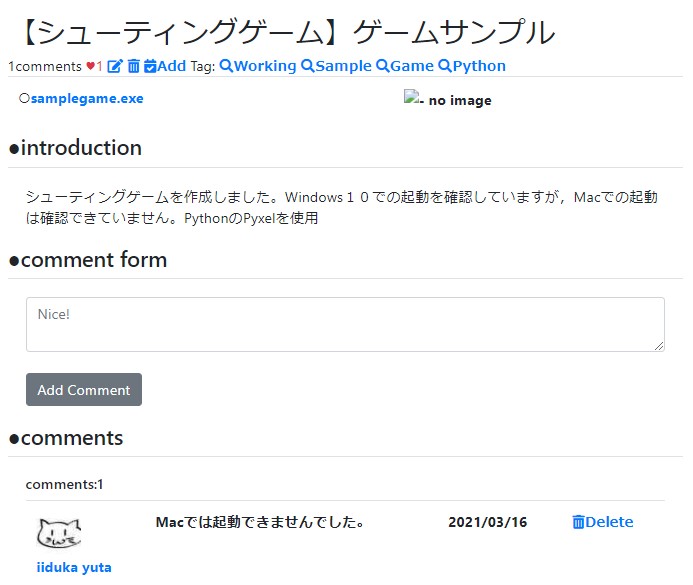 【シューティングゲーム】ゲームサンプル
1comments ♥1 Add Tag: Working Sample Game Python
○samplegame.exe - no image
●introduction
シューティングゲームを作成しました。Windows１０での起動を確認していますが，Macでの起動
は確認できていません。PythonのPyxelを使用
●comment form
Nice!
Add Comment
●comments
comments:1
Macでは起動できませんでした。 2021/03/16 Delete
iiduka yuta